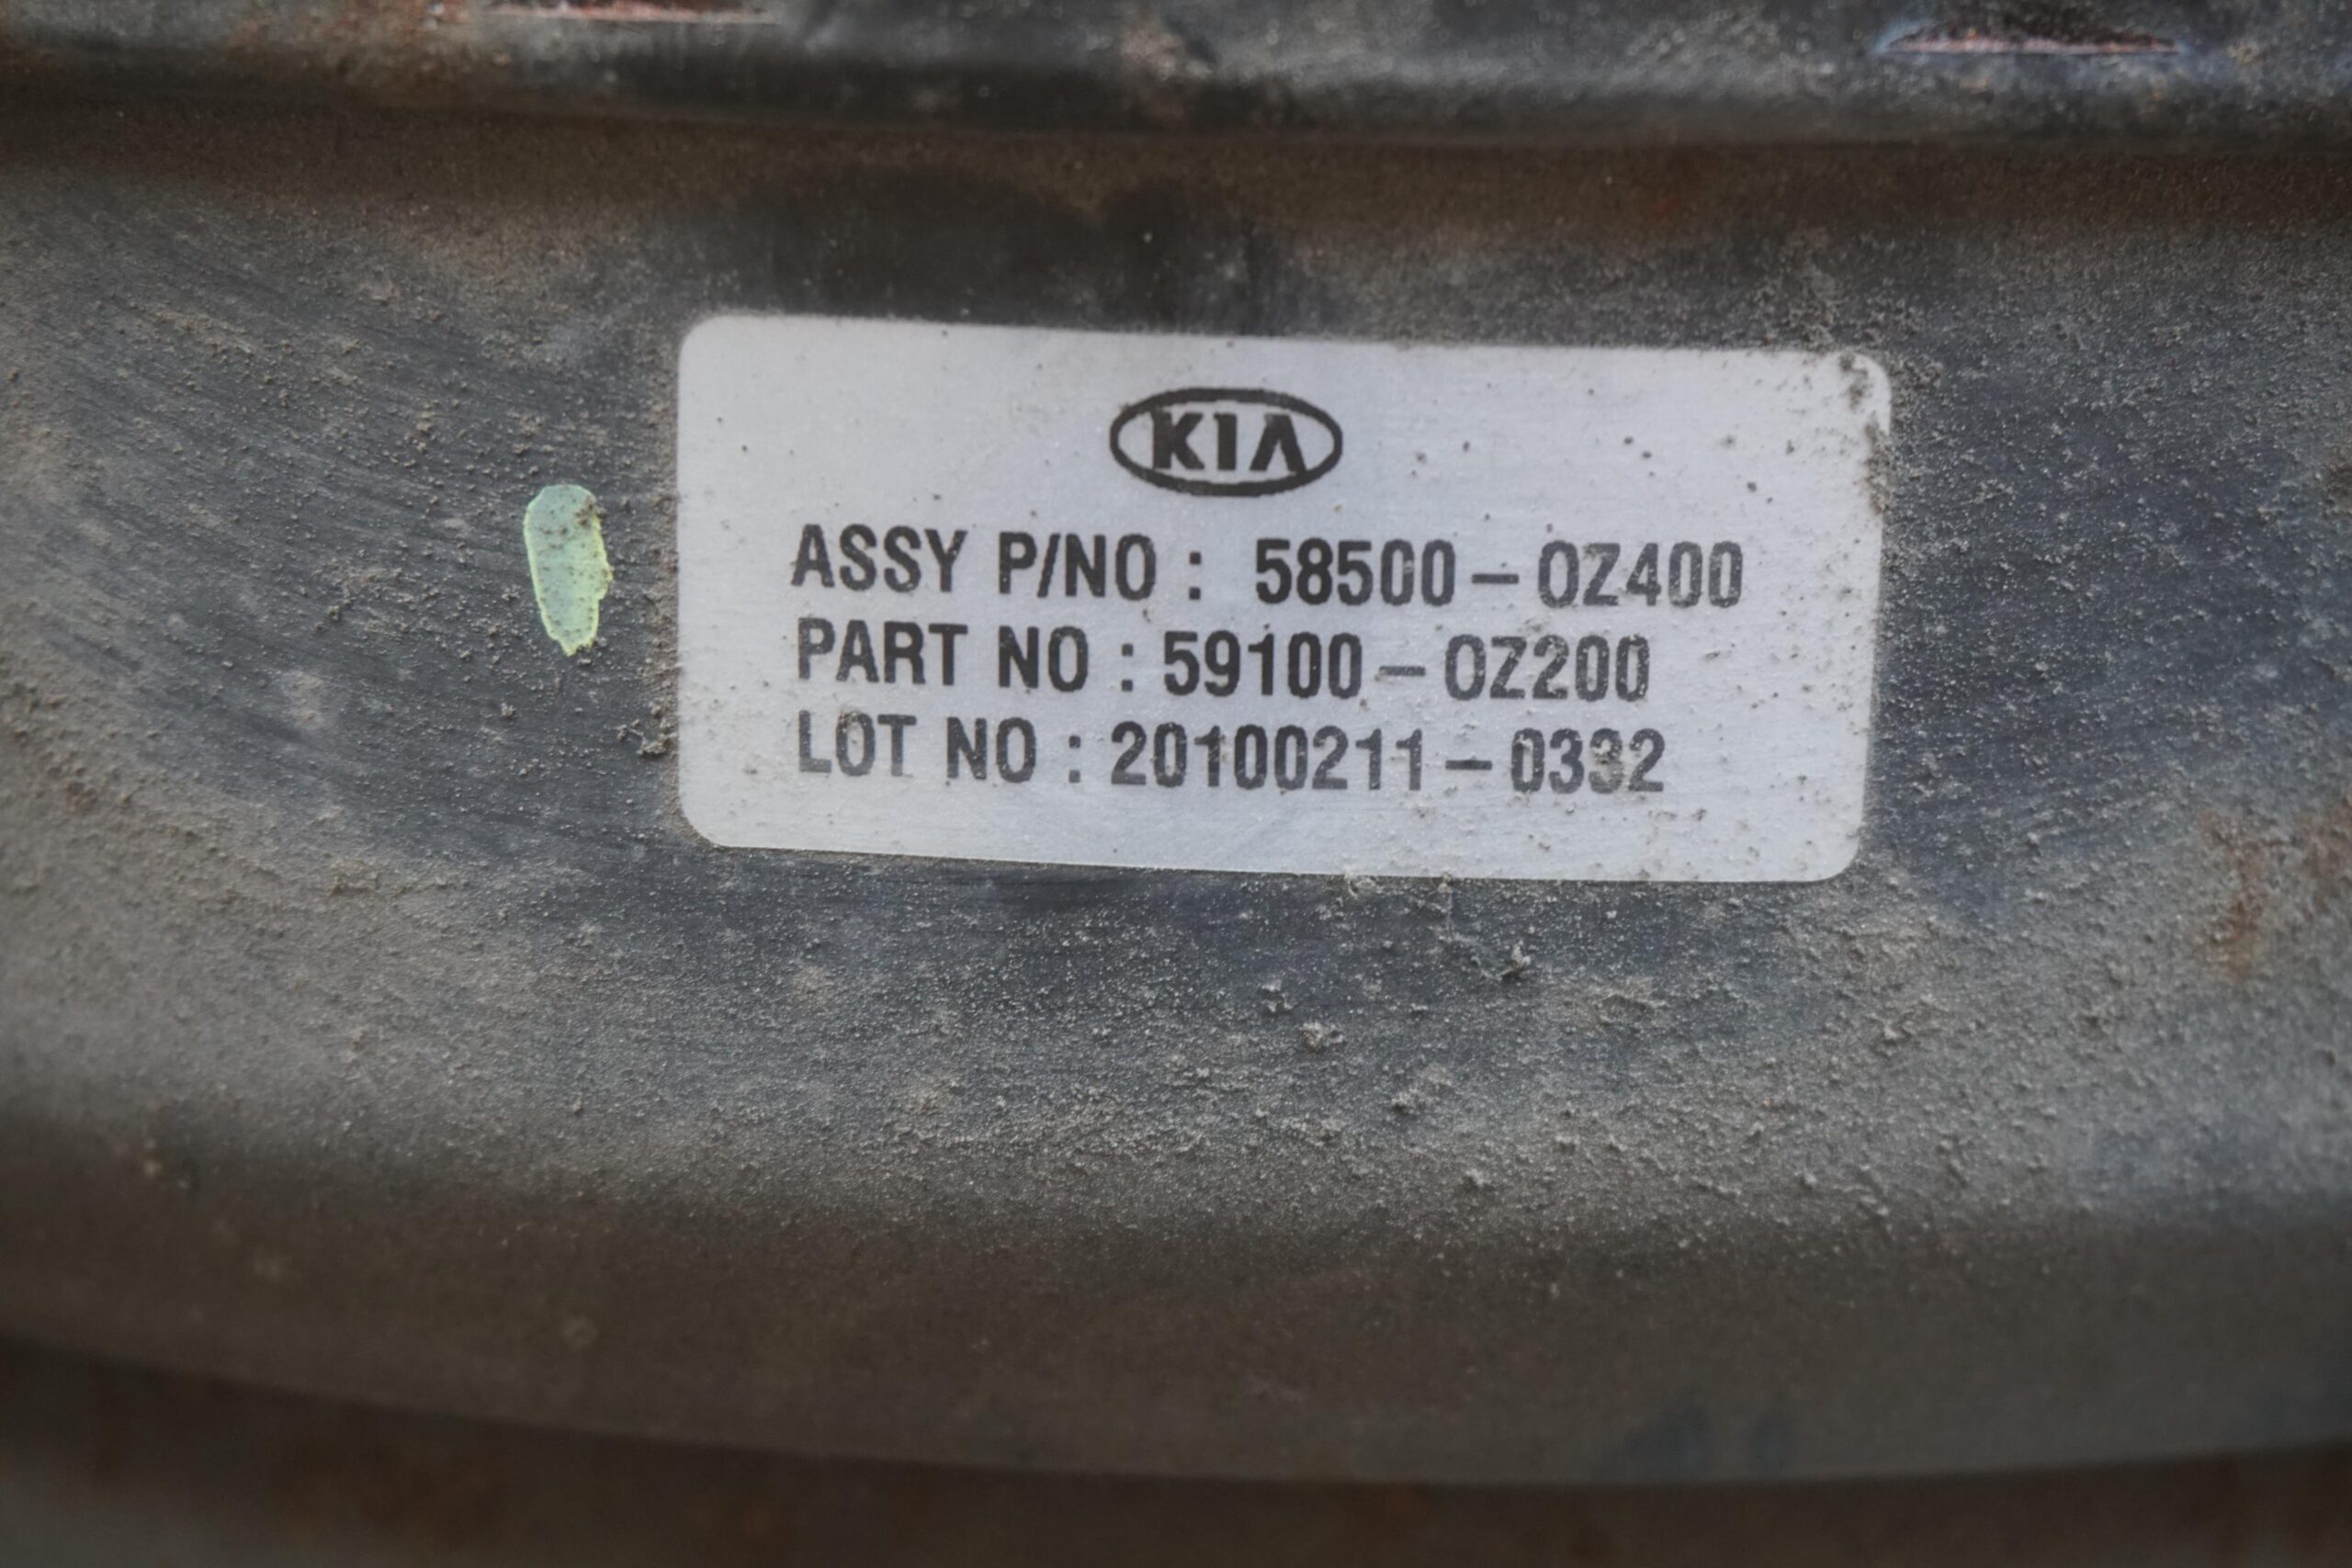 KIA
ASSY P/NO : 58500-0Z400
PART NO : 59100-0Z200
LOT NO : 20100211-0332